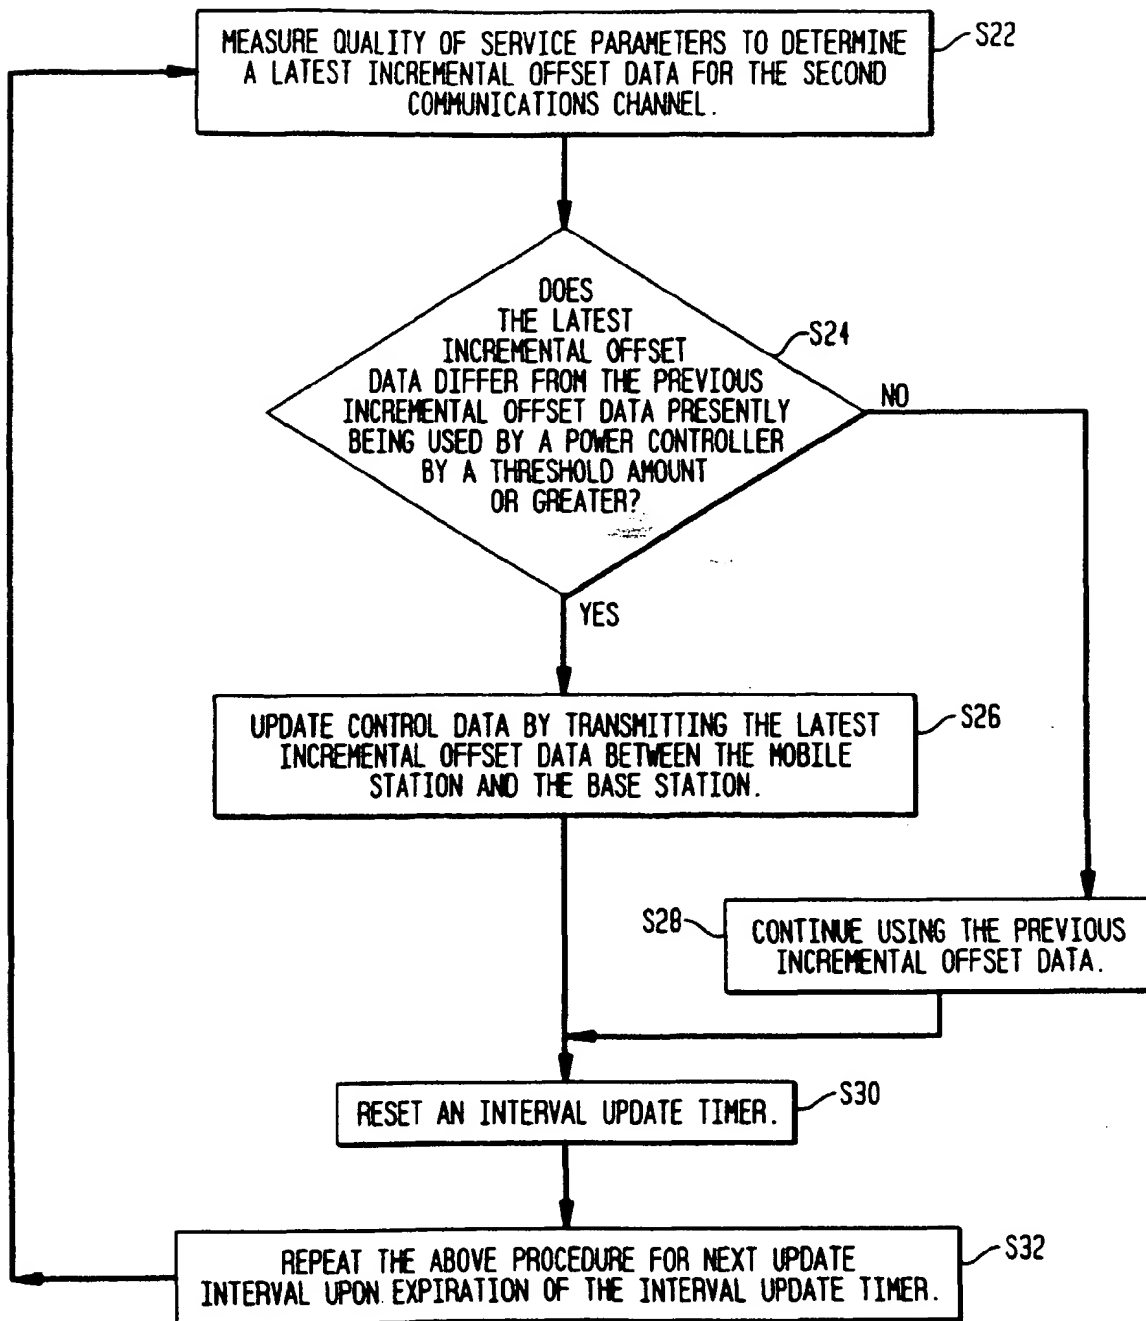 MEASURE QUALITY OF SERVICE PARAMETERS TO DETERMINE
A LATEST INCREMENTAL OFFSET DATA FOR THE SECOND
COMMUNICATIONS CHANNEL.
S22
DOES
THE LATEST
INCREMENTAL OFFSET
DATA DIFFER FROM THE PREVIOUS
INCREMENTAL OFFSET DATA PRESENTLY
BEING USED BY A POWER CONTROLLER
BY A THRESHOLD AMOUNT
OR GREATER?
S24
NO
YES
UPDATE CONTROL DATA BY TRANSMITTING THE LATEST
INCREMENTAL OFFSET DATA BETWEEN THE MOBILE
STATION AND THE BASE STATION.
S26
S28
CONTINUE USING THE PREVIOUS
INCREMENTAL OFFSET DATA.
RESET AN INTERVAL UPDATE TIMER.
S30
REPEAT THE ABOVE PROCEDURE FOR NEXT UPDATE
INTERVAL UPON EXPIRATION OF THE INTERVAL UPDATE TIMER.
S32